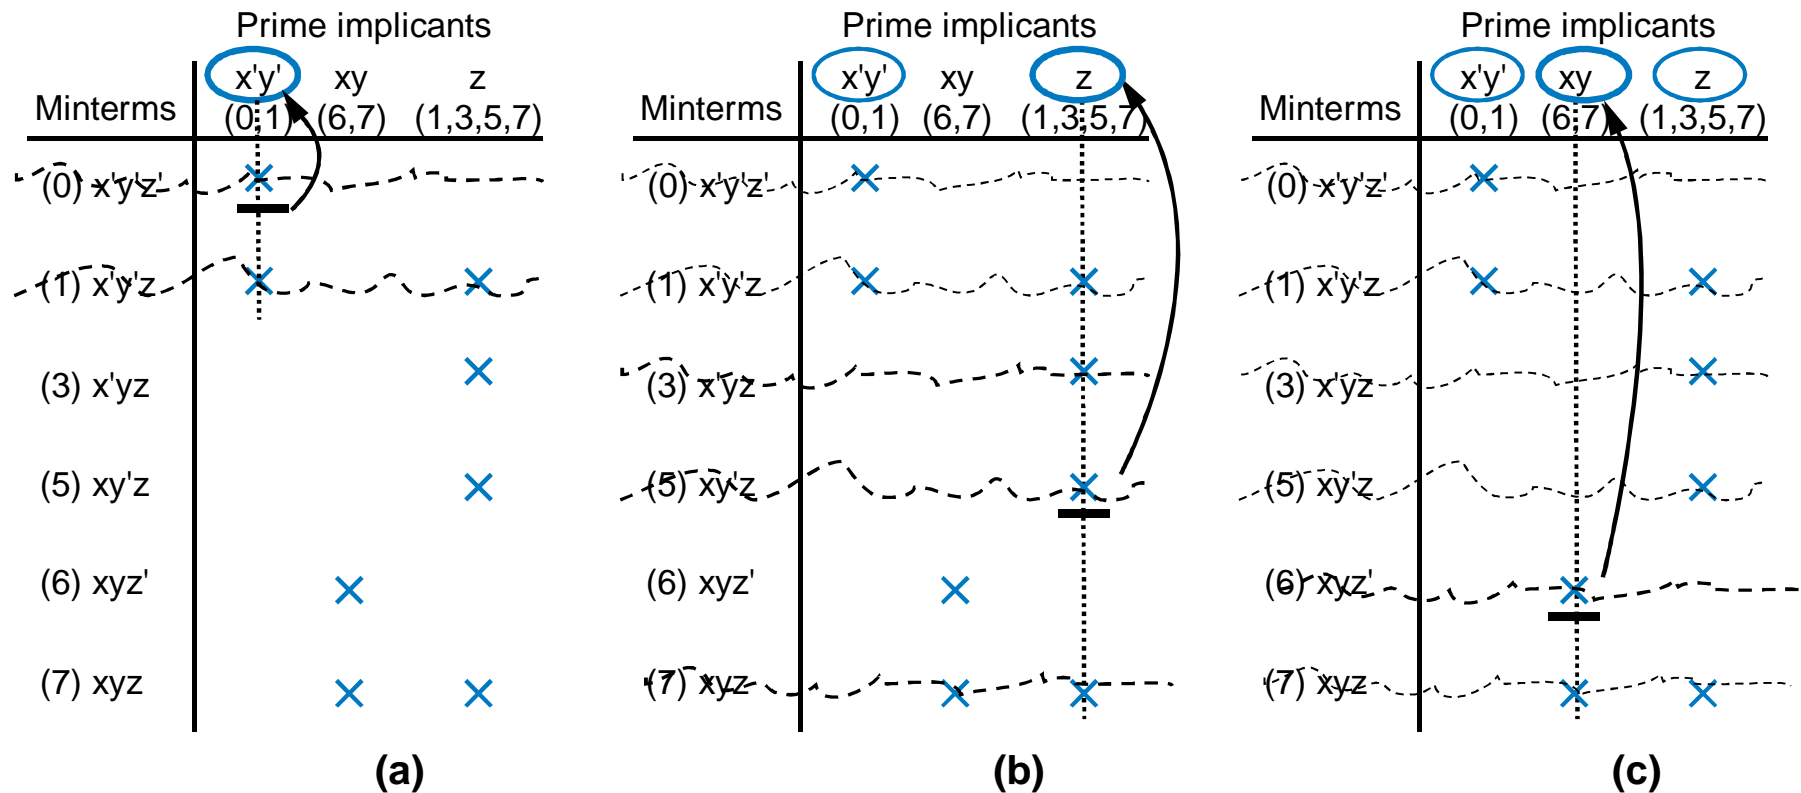 Prime implicants
x'y' xy z
Minterms (0,1) (6,7) (1,3,5,7)
(0) x'y'z'
(1) x'y'z
(3) x'yz
(5) xy'z
(6) xyz'
(7) xyz
(a)
Prime implicants
x'y' xy z
Minterms (0,1) (6,7) (1,3,5,7)
(0) x'y'z'
(1) x'y'z
(3) x'yz
(5) xy'z
(6) xyz'
(7) xyz
(b)
Prime implicants
x'y' xy z
Minterms (0,1) (6,7) (1,3,5,7)
(0) x'y'z'
(1) x'y'z
(3) x'yz
(5) xy'z
(6) xyz'
(7) xyz
(c)